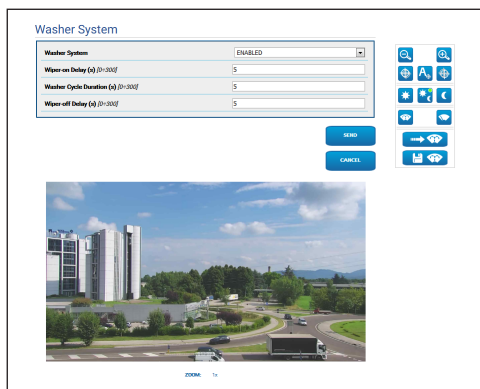 Washer System
Washer System ENABLED
Wiper-on Delay (s) [0÷300] 5
Washer Cycle Duration (s) [0÷300] 5
Wiper-off Delay (s) [0÷300] 5
A
SEND
CANCEL
ZOOM: 1x